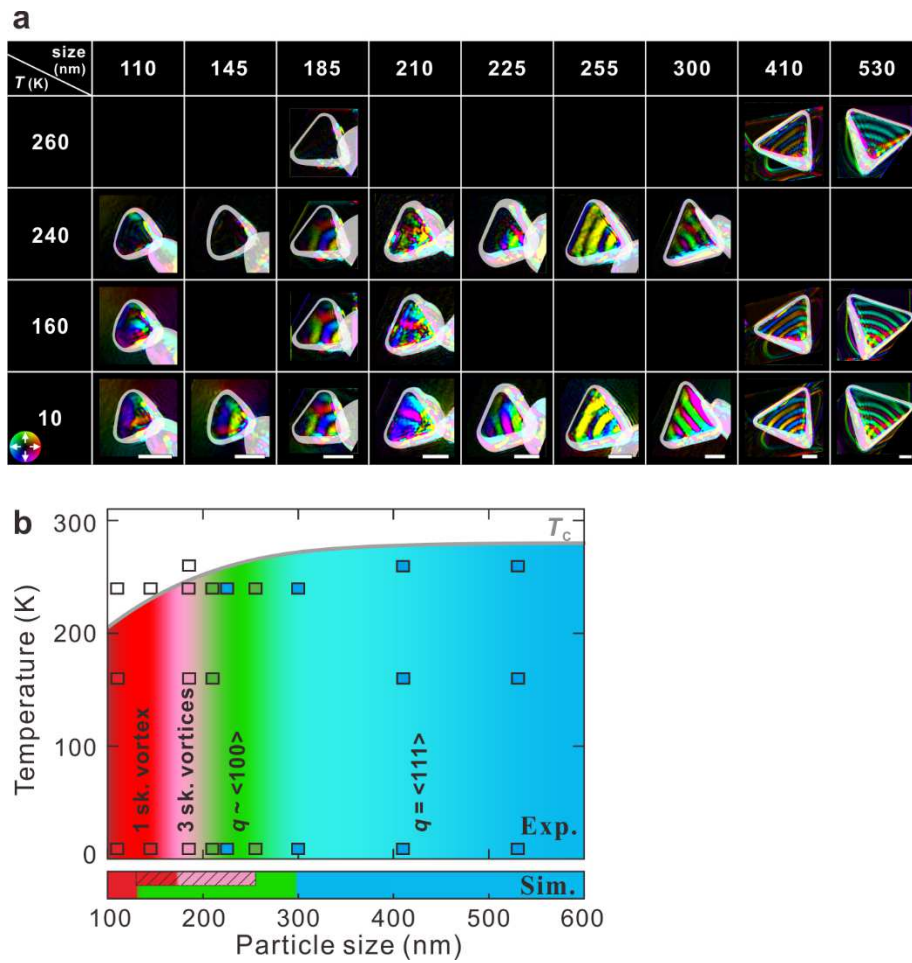 a
size (nm) 110 145 185 210 225 255 300 410 530
T (K)
260
240
160
10
b
300
200
100
0
Temperature (K)
Tc
1 sk. vortex
3 sk. vortices
q ~ <100>
q = <111>
Exp.
Sim.
100 200 300 400 500 600
Particle size (nm)